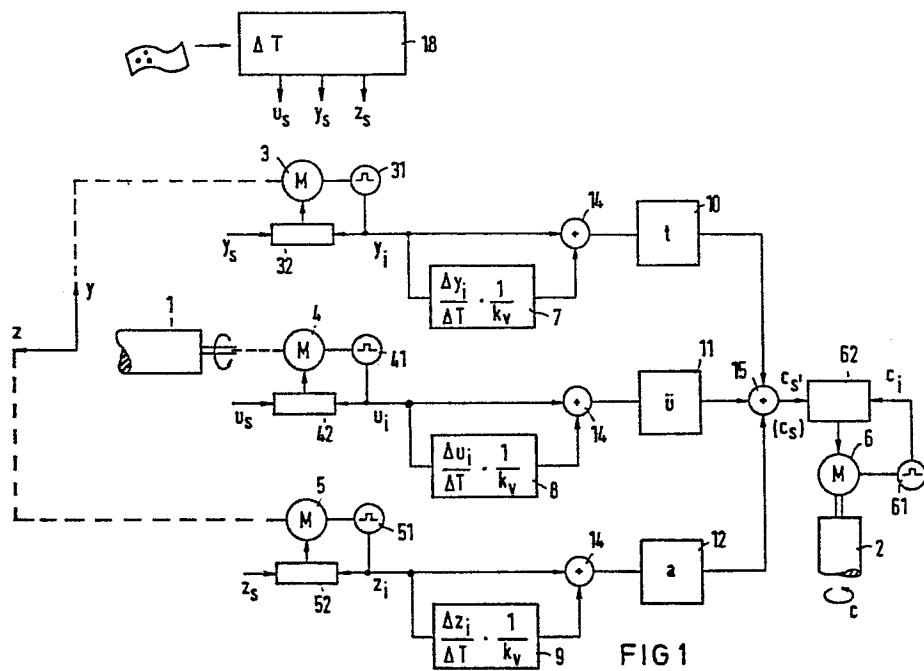 Δ T
18
u_s y_s z_s
3
M
31
y_s
32
y_i
14
+
10
t
Δy_i / ΔT · 1 / k_v
7
y
z
1
4
M
41
u_s
42
u_i
14
+
11
ü
Δu_i / ΔT · 1 / k_v
8
15
+
c_s'
(c_s)
62
c_i
6
M
61
2
c
5
M
51
z_s
52
z_i
14
+
12
a
Δz_i / ΔT · 1 / k_v
9
FIG 1